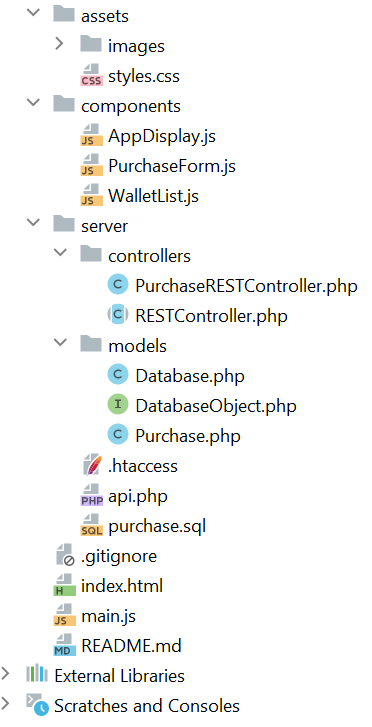 assets
images
CSS styles.css
components
JS AppDisplay.js
JS PurchaseForm.js
JS WalletList.js
server
controllers
C PurchaseRESTController.php
C RESTController.php
models
C Database.php
I DatabaseObject.php
C Purchase.php
.htaccess
PHP api.php
SQL purchase.sql
.gitignore
H index.html
JS main.js
MD README.md
External Libraries
Scratches and Consoles